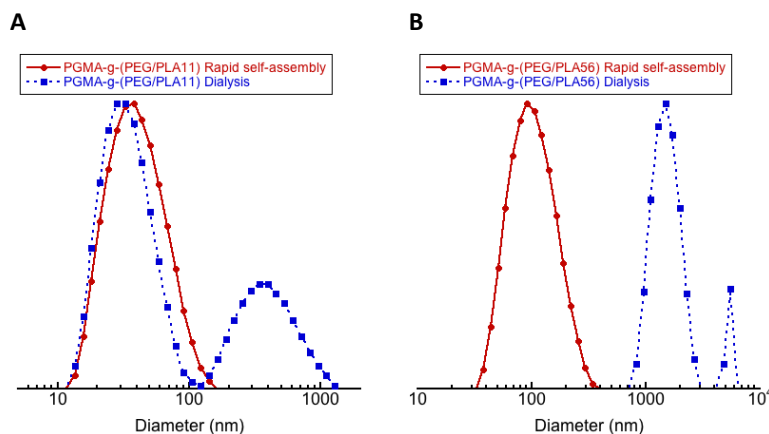 A
PGMA-g-(PEG/PLA11) Rapid self-assembly
PGMA-g-(PEG/PLA11) Dialysis
10
100
1000
Diameter (nm)
B
PGMA-g-(PEG/PLA56) Rapid self-assembly
PGMA-g-(PEG/PLA56) Dialysis
10
100
1000
10⁴
Diameter (nm)